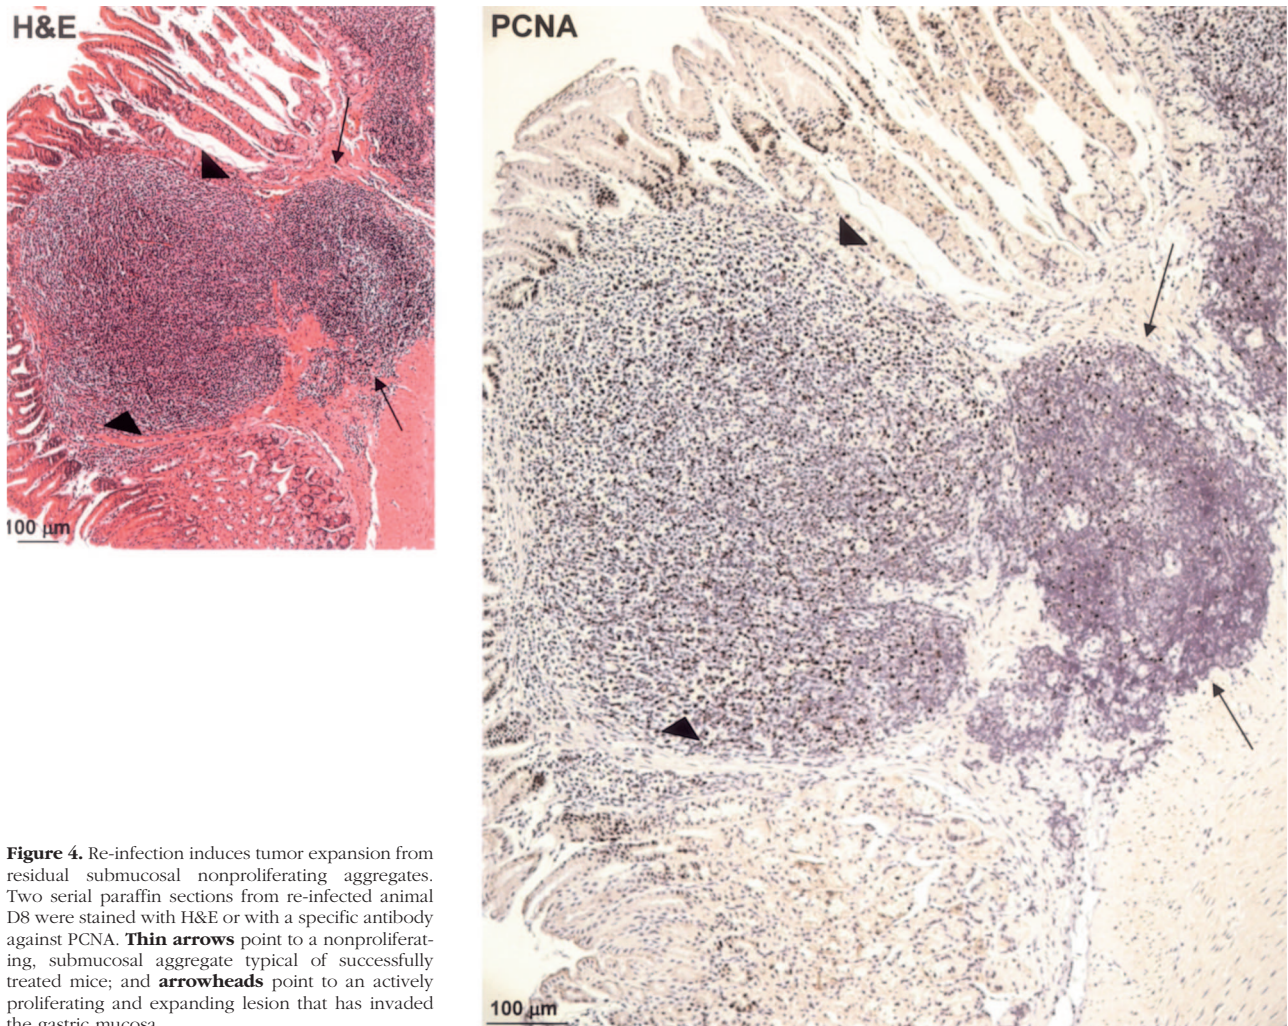 H&E
PCNA
100 μm
Figure 4. Re-infection induces tumor expansion from
residual submucosal nonproliferating aggregates.
Two serial paraffin sections from re-infected animal
D8 were stained with H&E or with a specific antibody
against PCNA. Thin arrows point to a nonproliferat-
ing, submucosal aggregate typical of successfully
treated mice; and arrowheads point to an actively
proliferating and expanding lesion that has invaded
the gastric mucosa.
100 μm